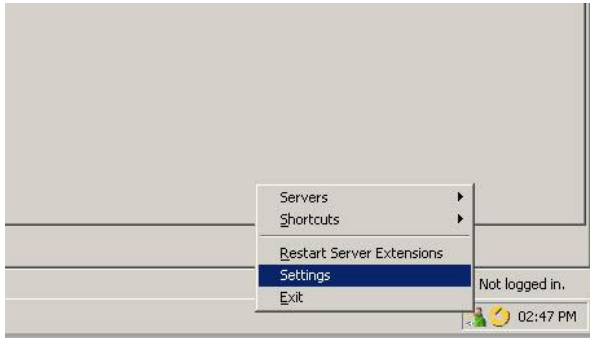 Servers
Shortcuts
Restart Server Extensions
Settings
Exit
Not logged in.
02:47 PM